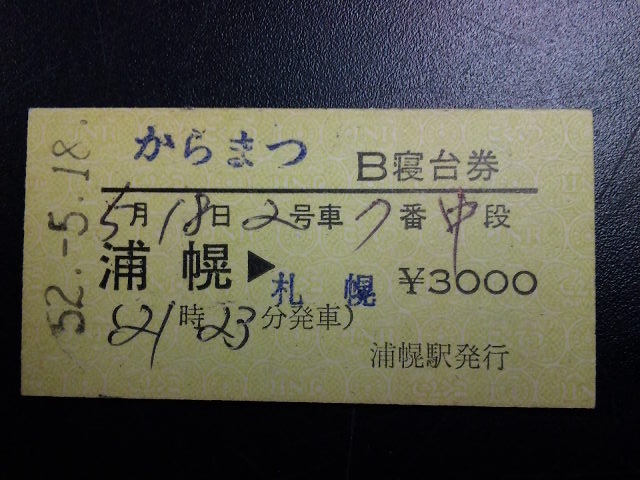 52.-5.18.
からまつ
B寝台券
5月18日2号車7番中段
浦幌▶札幌 ¥3000
(21時23分発車)
浦幌駅発行